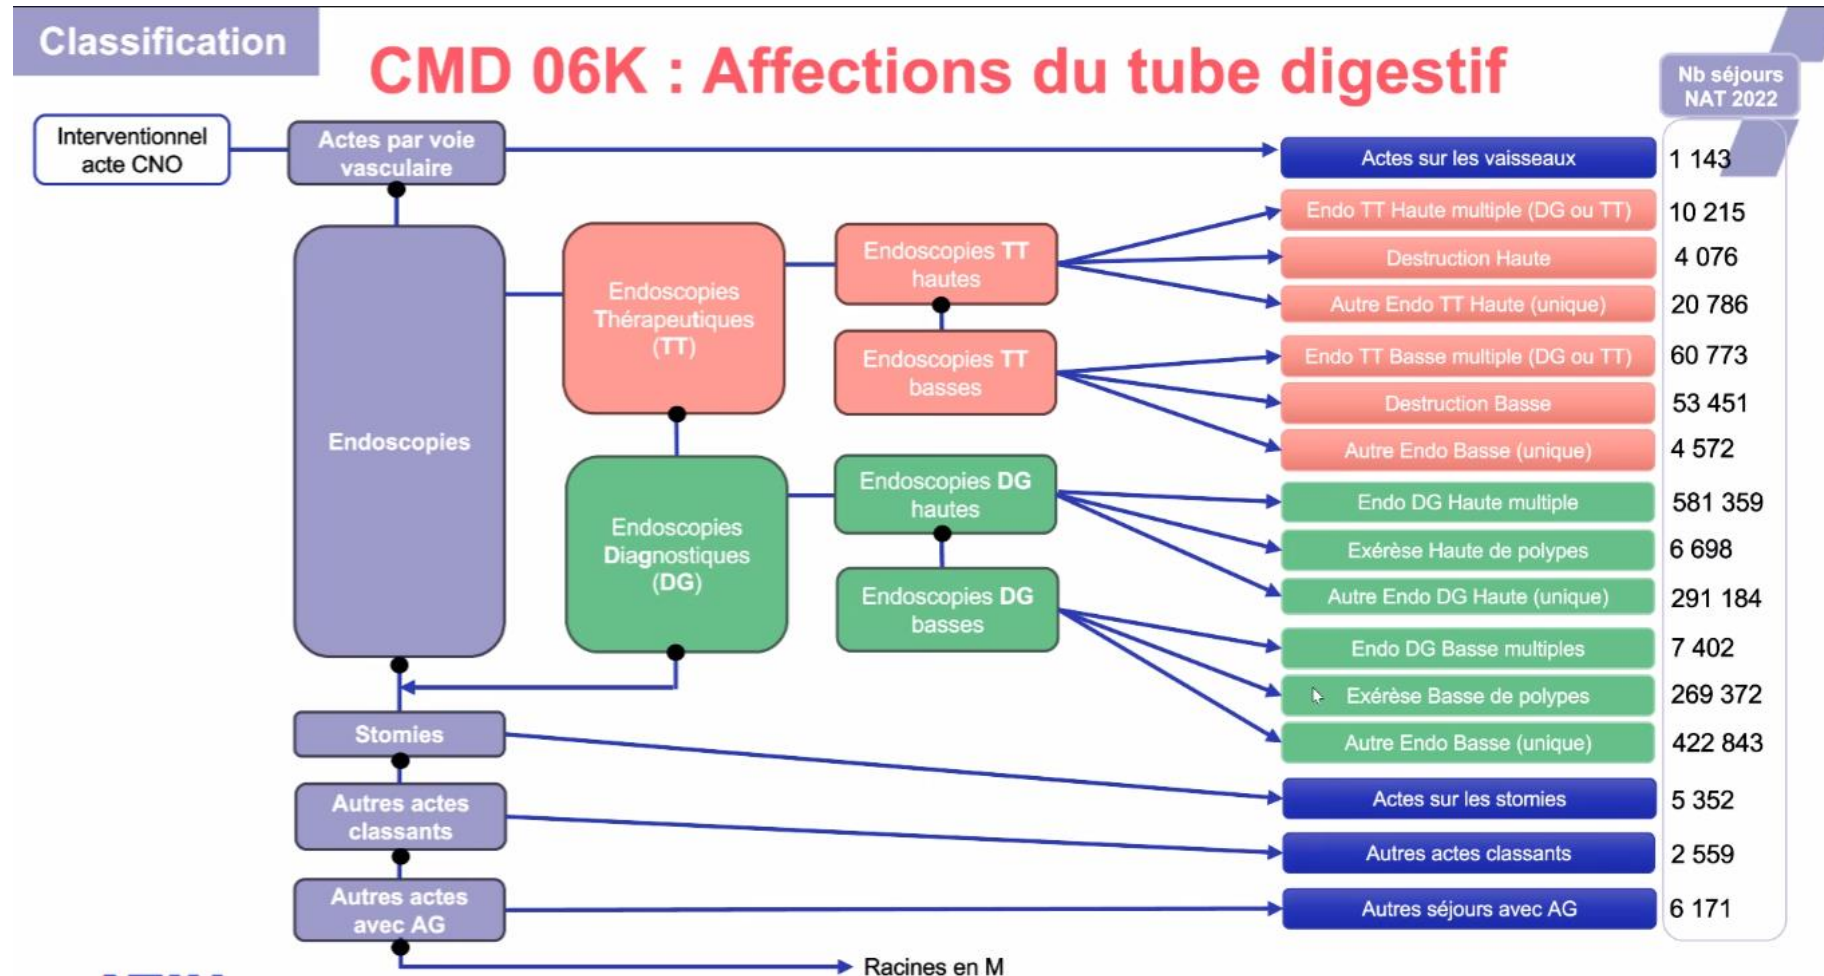 Classification
CMD 06K : Affections du tube digestif
Nb séjours
NAT 2022
Interventionnel
acte CNO
Actes par voie
vasculaire
Actes sur les vaisseaux
1 143
Endoscopies
Endoscopies
Thérapeutiques
(TT)
Endoscopies TT
hautes
Endo TT Haute multiple (DG ou TT)
10 215
Destruction Haute
4 076
Autre Endo TT Haute (unique)
20 786
Endoscopies TT
basses
Endo TT Basse multiple (DG ou TT)
60 773
Destruction Basse
53 451
Autre Endo Basse (unique)
4 572
Endoscopies
Diagnostiques
(DG)
Endoscopies DG
hautes
Endo DG Haute multiple
581 359
Exérèse Haute de polypes
6 698
Autre Endo DG Haute (unique)
291 184
Endoscopies DG
basses
Endo DG Basse multiples
7 402
Exérèse Basse de polypes
269 372
Autre Endo Basse (unique)
422 843
Stomies
Actes sur les stomies
5 352
Autres actes
classants
Autres actes classants
2 559
Autres actes
avec AG
Autres séjours avec AG
6 171
Racines en M